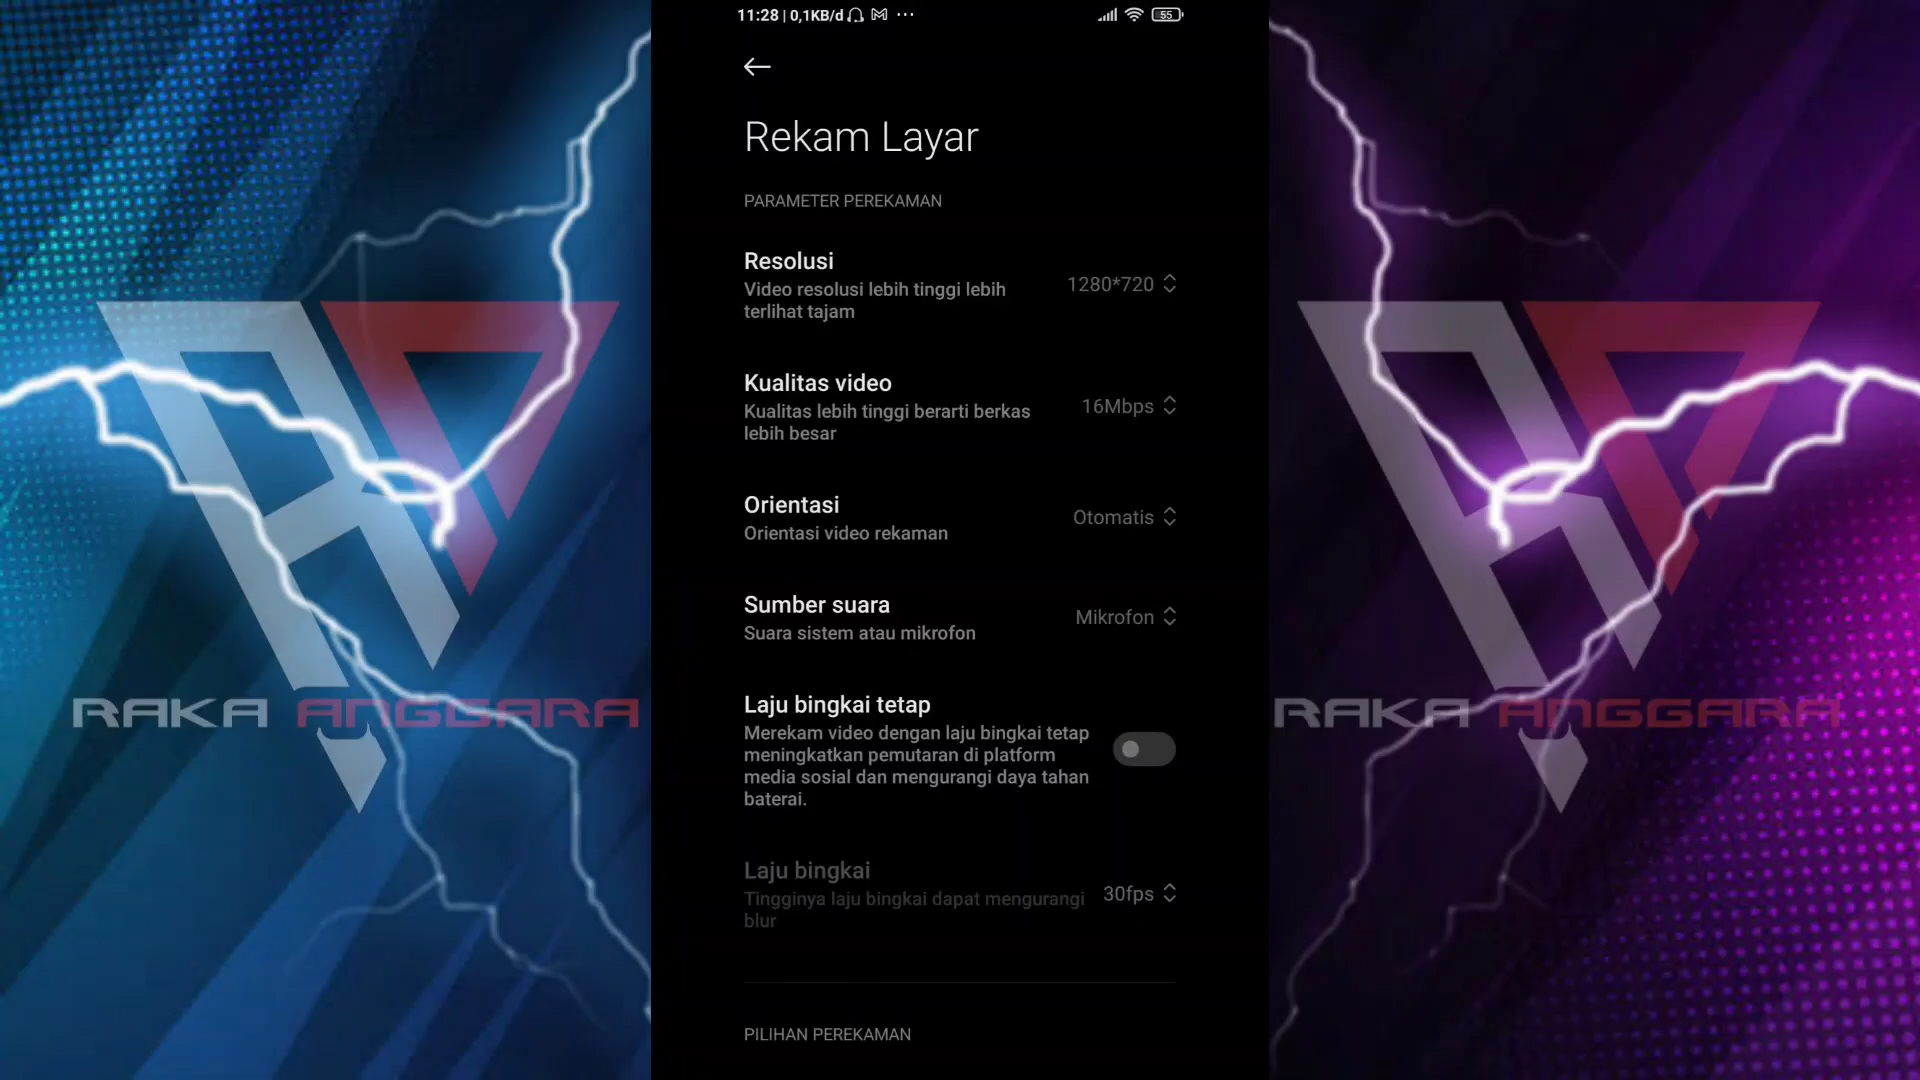 11:28 | 0,1KB/d
55
Rekam Layar
PARAMETER PEREKAMAN
Resolusi
Video resolusi lebih tinggi lebih
terlihat tajam
1280*720
Kualitas video
Kualitas lebih tinggi berarti berkas
lebih besar
16Mbps
Orientasi
Orientasi video rekaman
Otomatis
Sumber suara
Suara sistem atau mikrofon
Mikrofon
Laju bingkai tetap
Merekam video dengan laju bingkai tetap
meningkatkan pemutaran di platform
media sosial dan mengurangi daya tahan
baterai.
Laju bingkai
Tingginya laju bingkai dapat mengurangi
blur
30fps
PILIHAN PEREKAMAN
RAKA ANGGARA
RAKA ANGGARA